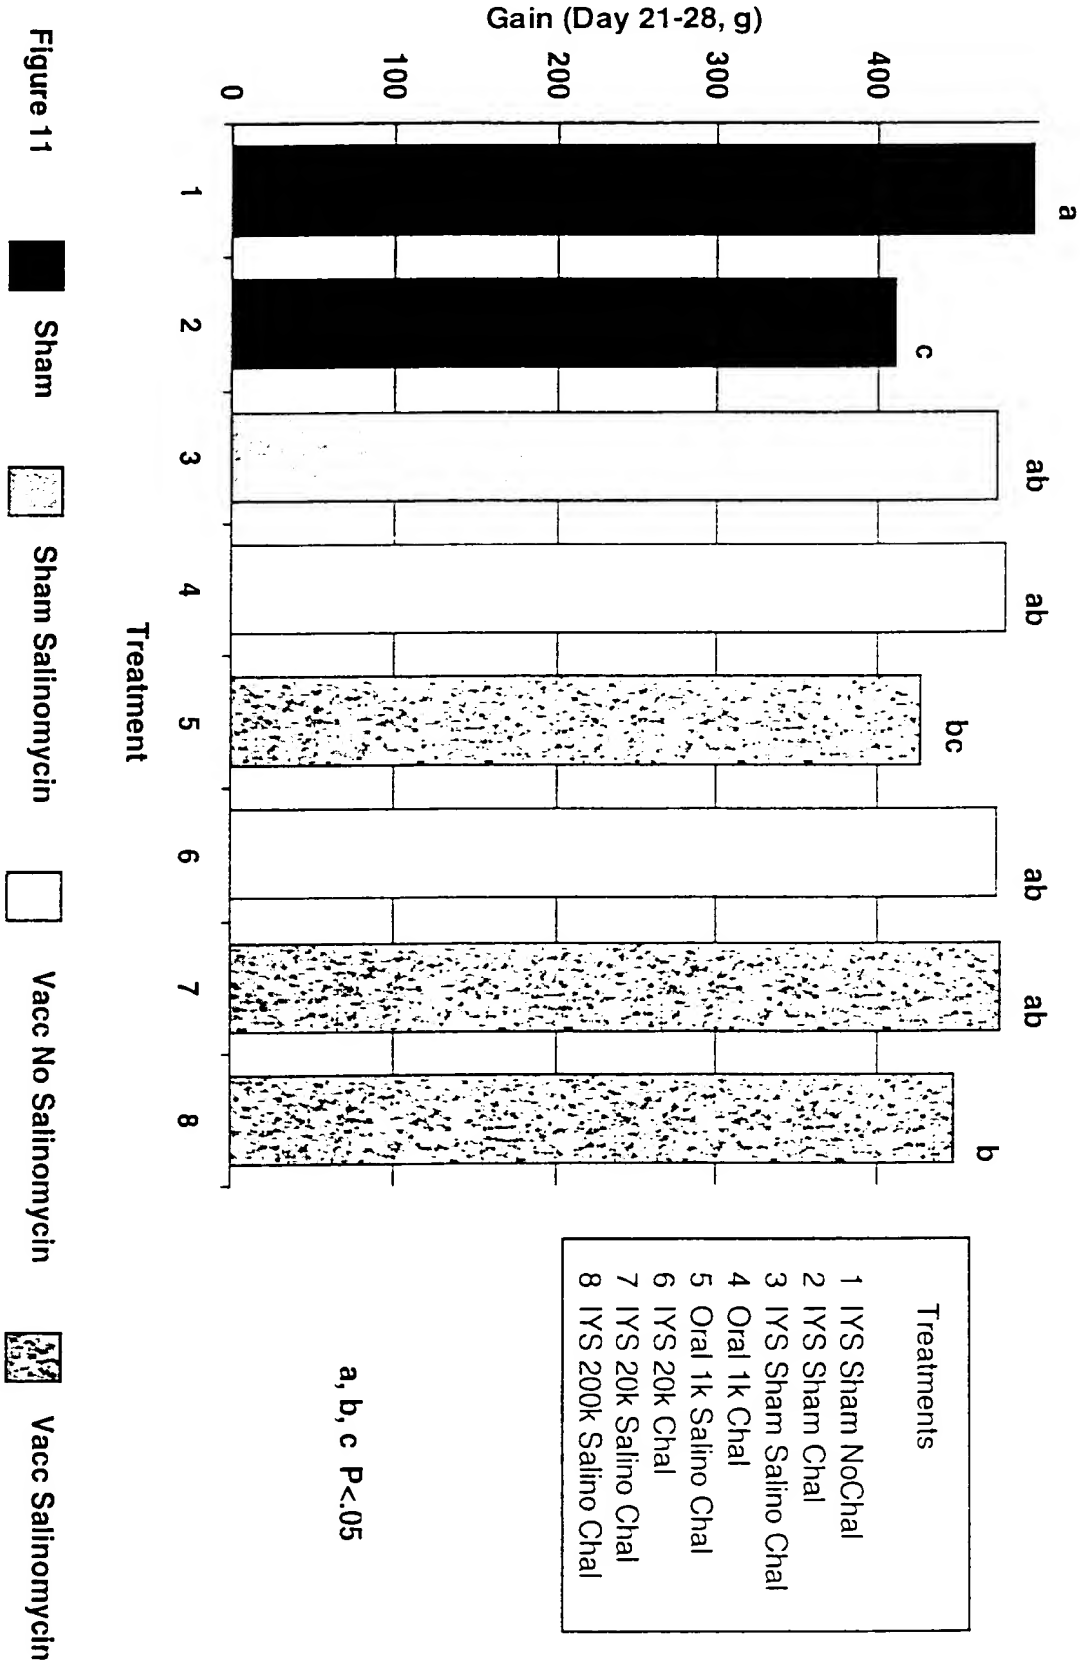 Gain (Day 21-28, g)
400
300
200
100
0
a
c
ab
ab
bc
ab
ab
b
1 2 3 4 5 6 7 8
Treatment
Treatments
1 IYS Sham NoChal
2 IYS Sham Chal
3 IYS Sham Salino Chal
4 Oral 1k Chal
5 Oral 1k Salino Chal
6 IYS 20k Chal
7 IYS 20k Salino Chal
8 IYS 200k Salino Chal
a, b, c P<.05
Figure 11
Sham
Sham Salinomycin
Vacc No Salinomycin
Vacc Salinomycin